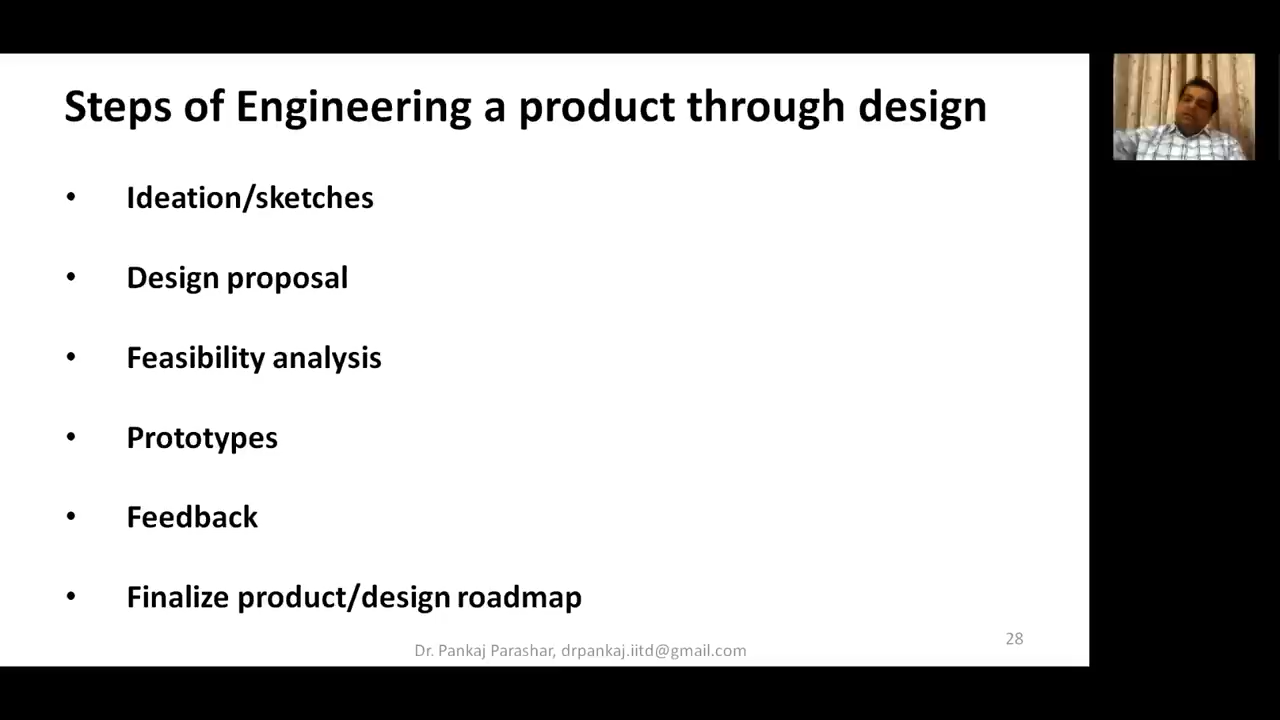 Steps of Engineering a product through design
• Ideation/sketches
• Design proposal
• Feasibility analysis
• Prototypes
• Feedback
• Finalize product/design roadmap
Dr. Pankaj Parashar, drpankaj.iitd@gmail.com
28